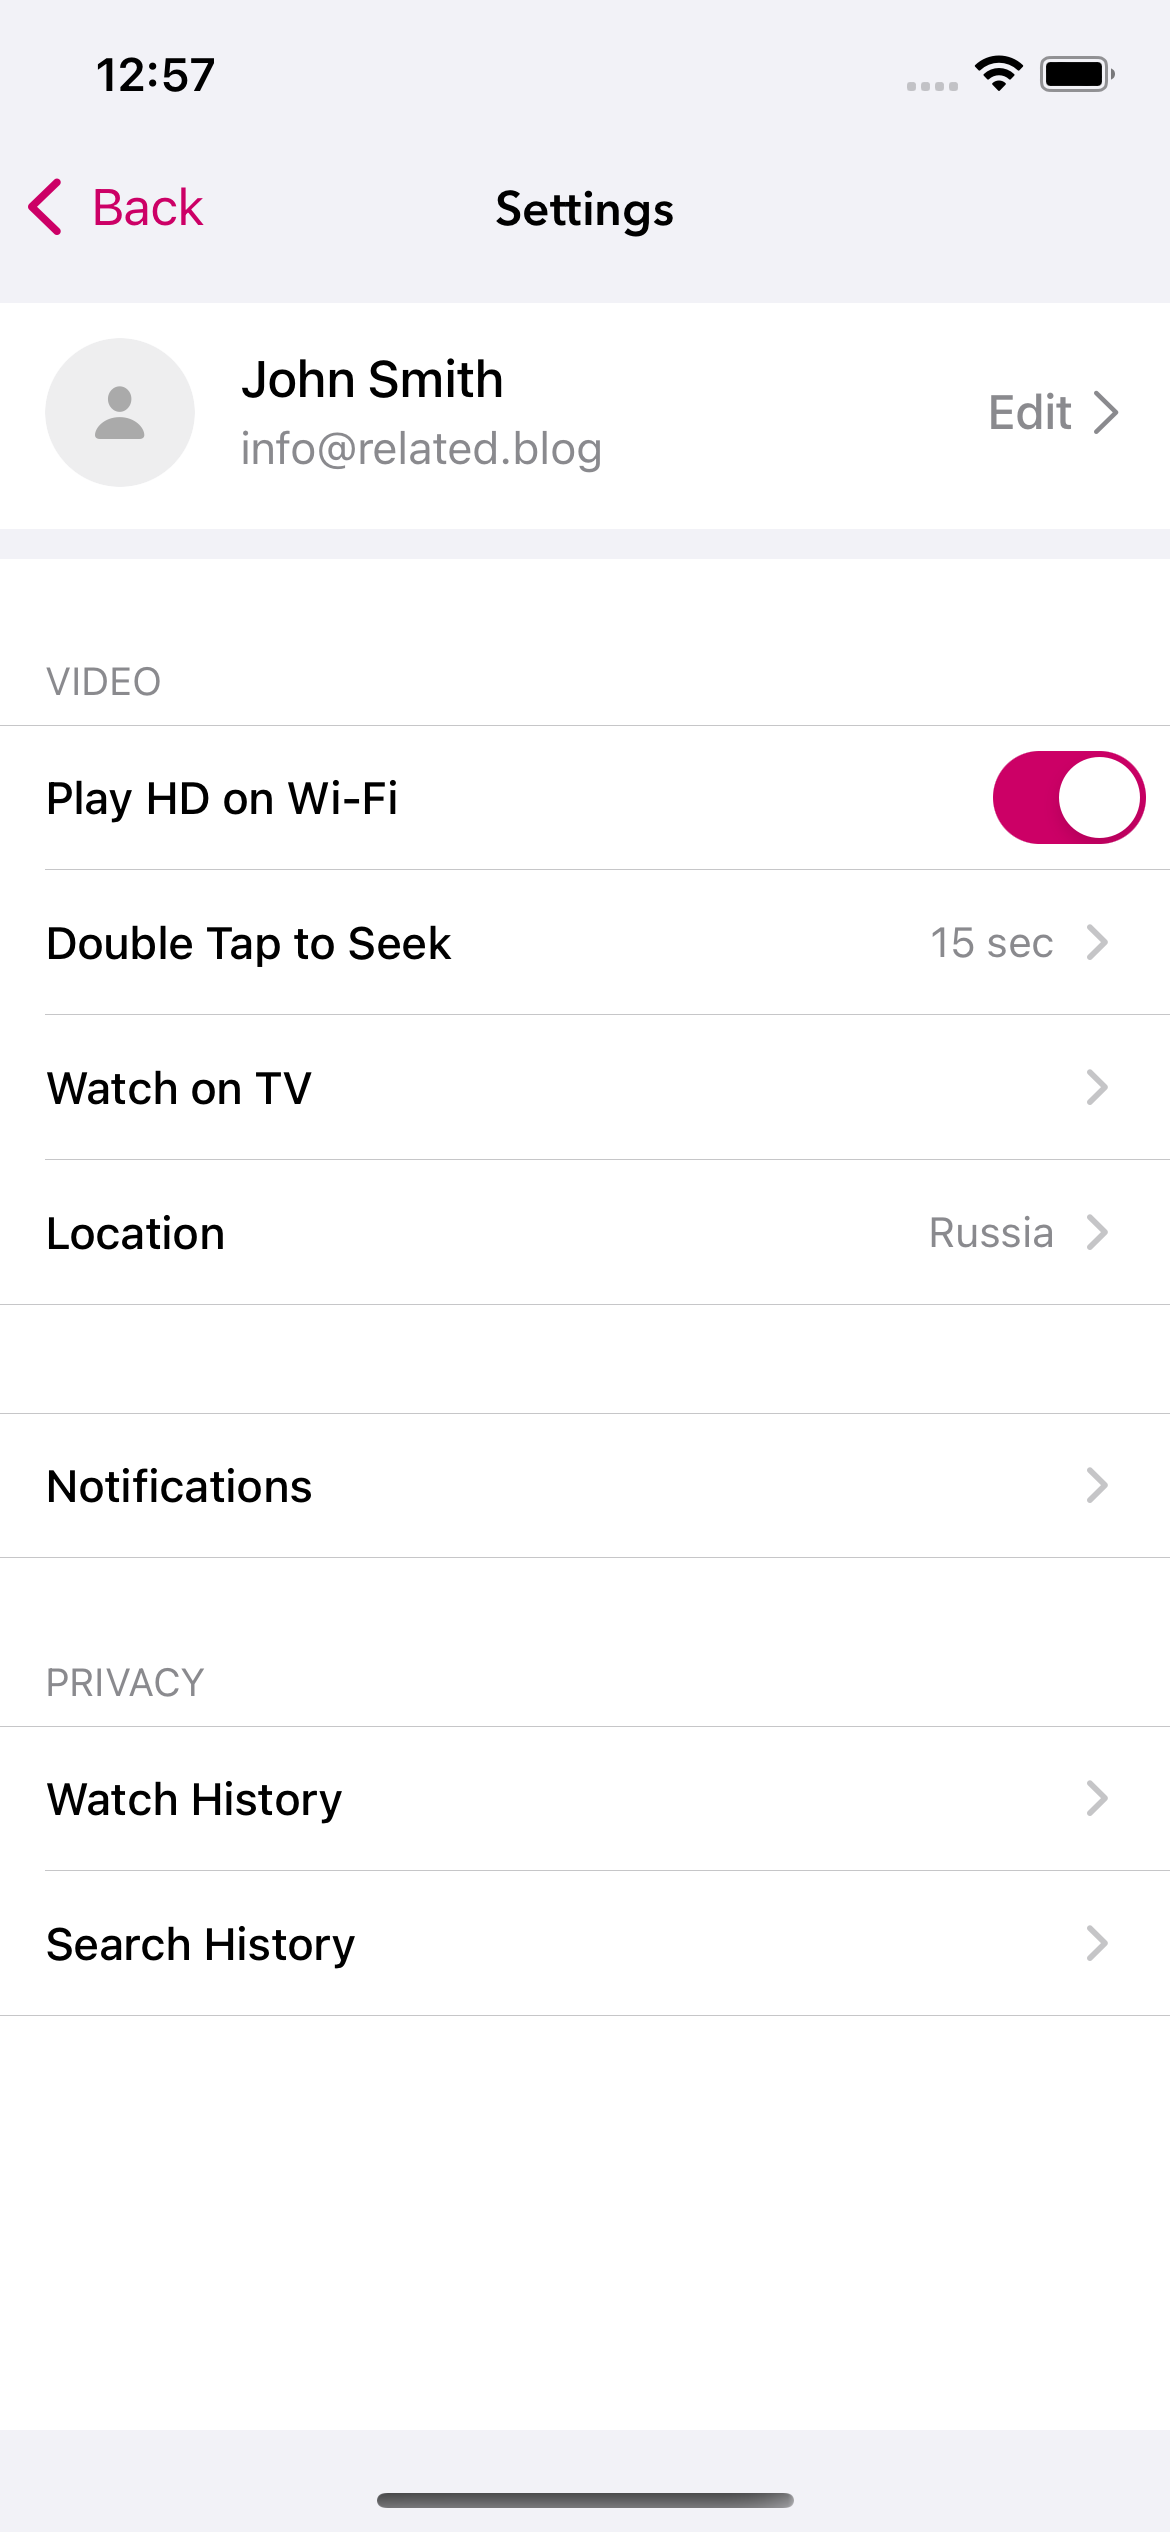 12:57
Back
Settings
John Smith
info@related.blog
Edit
VIDEO
Play HD on Wi-Fi
Double Tap to Seek
15 sec
Watch on TV
Location
Russia
Notifications
PRIVACY
Watch History
Search History